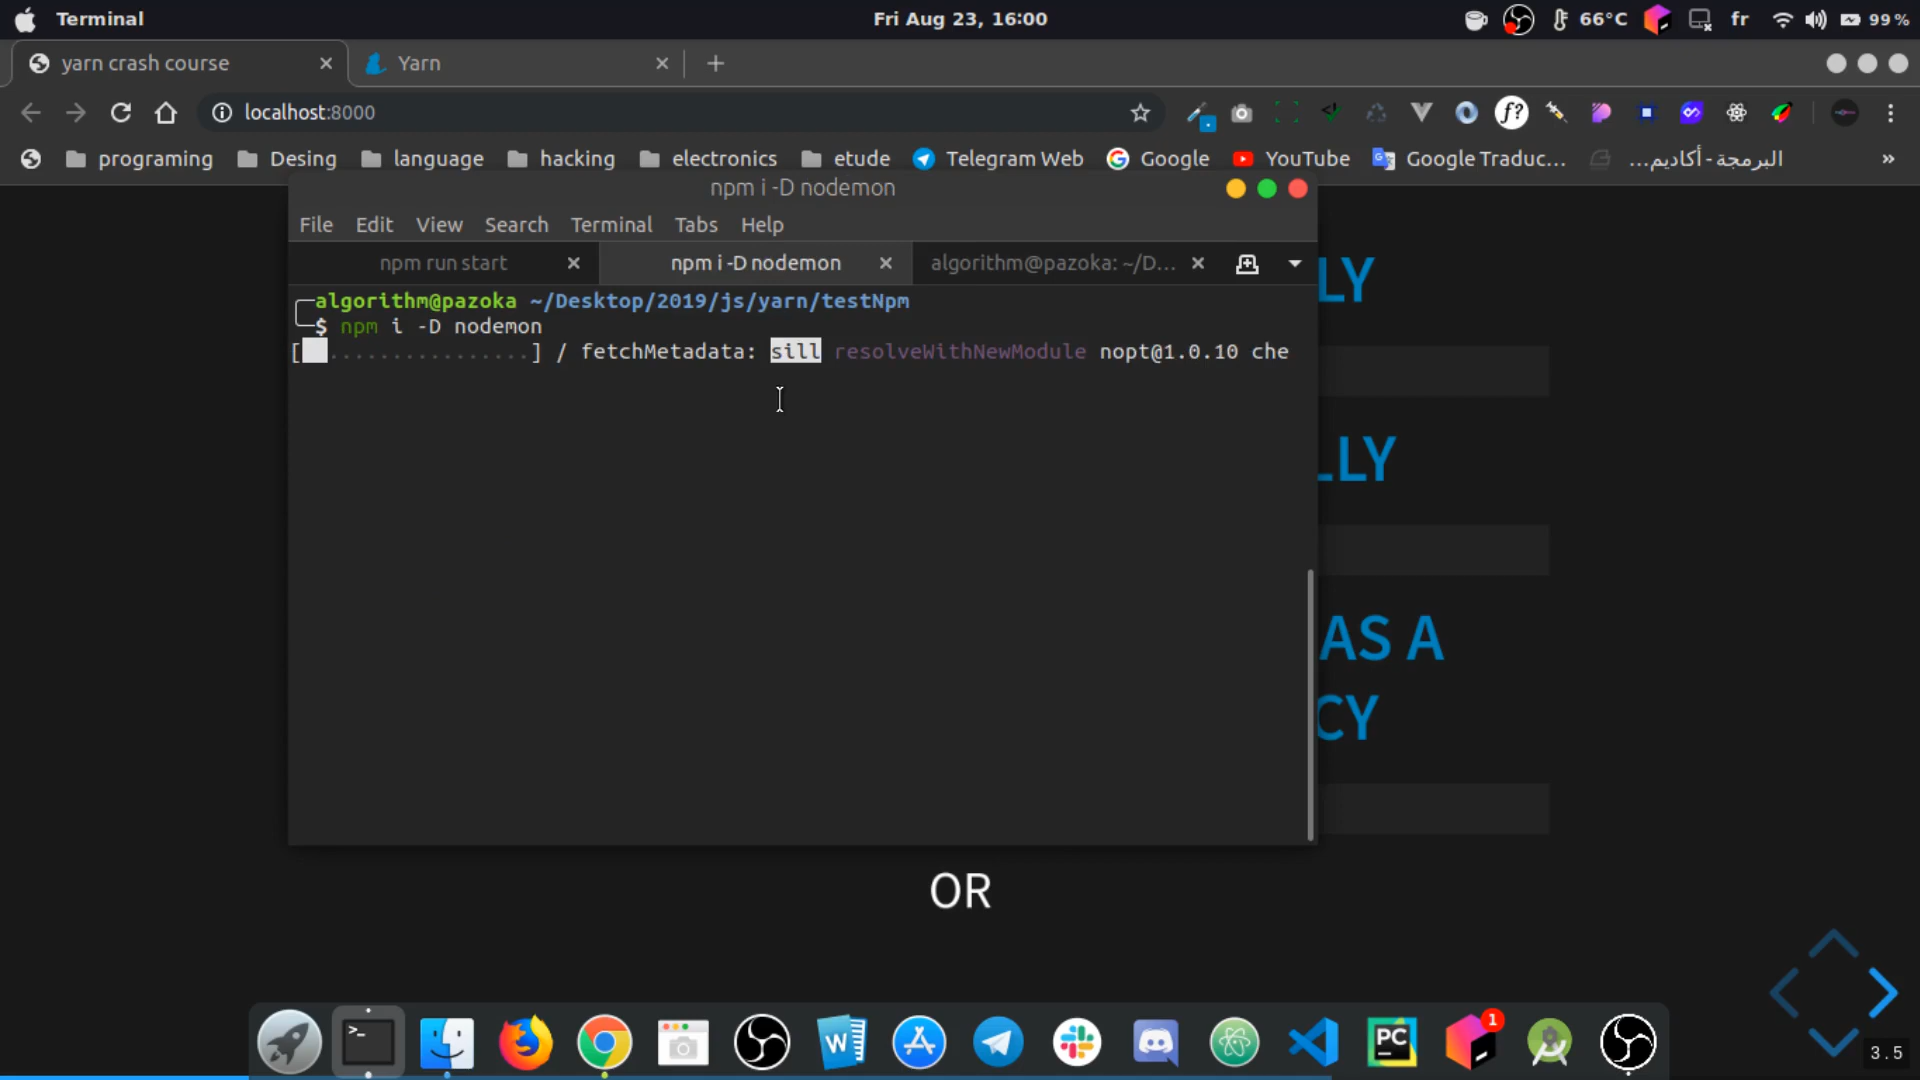 Terminal
Fri Aug 23, 16:00
66°C
fr
99 %
yarn crash course
Yarn
localhost:8000
f?
programing
Desing
language
hacking
electronics
etude
Telegram Web
Google
YouTube
Google Traduc...
البرمجة - أكاديم...
»
npm i -D nodemon
File Edit View Search Terminal Tabs Help
npm run start
npm i -D nodemon
algorithm@pazoka: ~/D...
algorithm@pazoka ~/Desktop/2019/js/yarn/testNpm
$ npm i -D nodemon
[ ................] / fetchMetadata: sill resolveWithNewModule nopt@1.0.10 che
LY
LLY
AS A
CY
OR
>_
W
PC
1
3.5